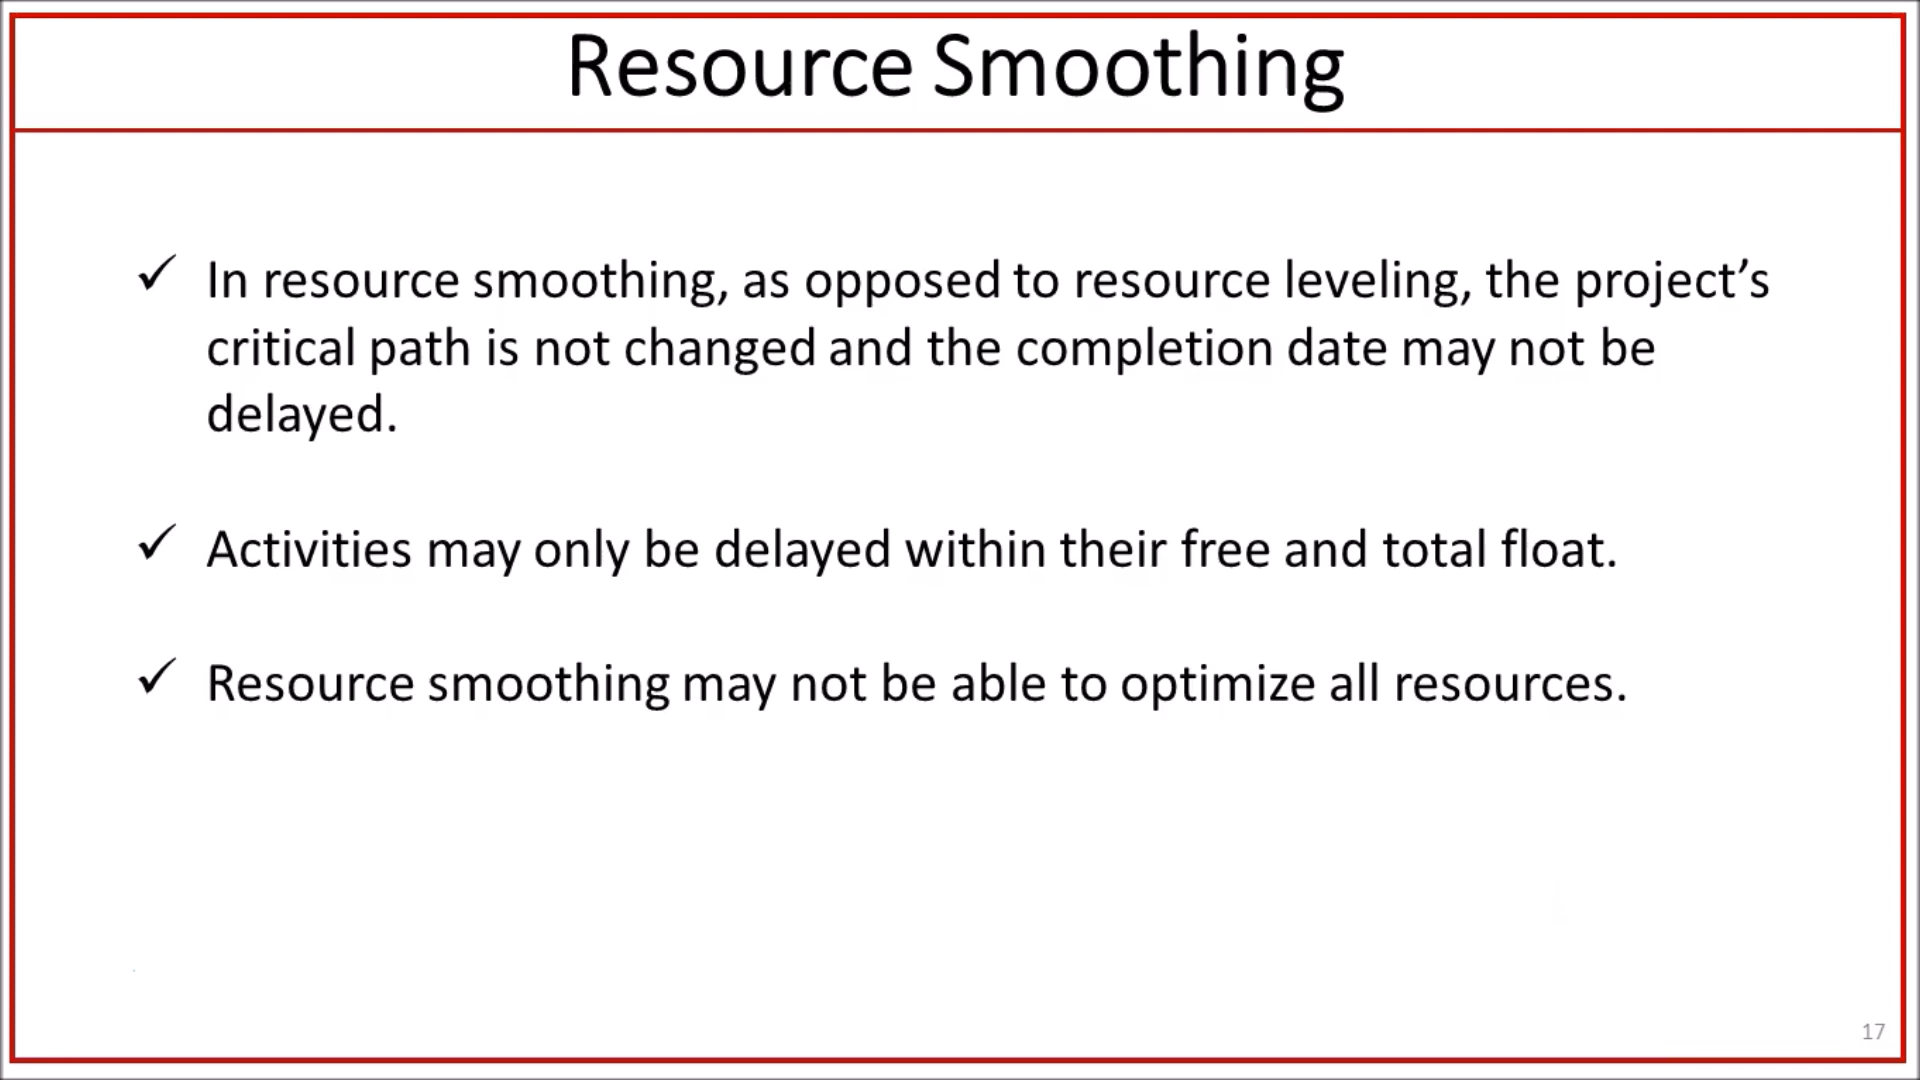 Resource Smoothing
✓ In resource smoothing, as opposed to resource leveling, the project’s
critical path is not changed and the completion date may not be
delayed.
✓ Activities may only be delayed within their free and total float.
✓ Resource smoothing may not be able to optimize all resources.
17